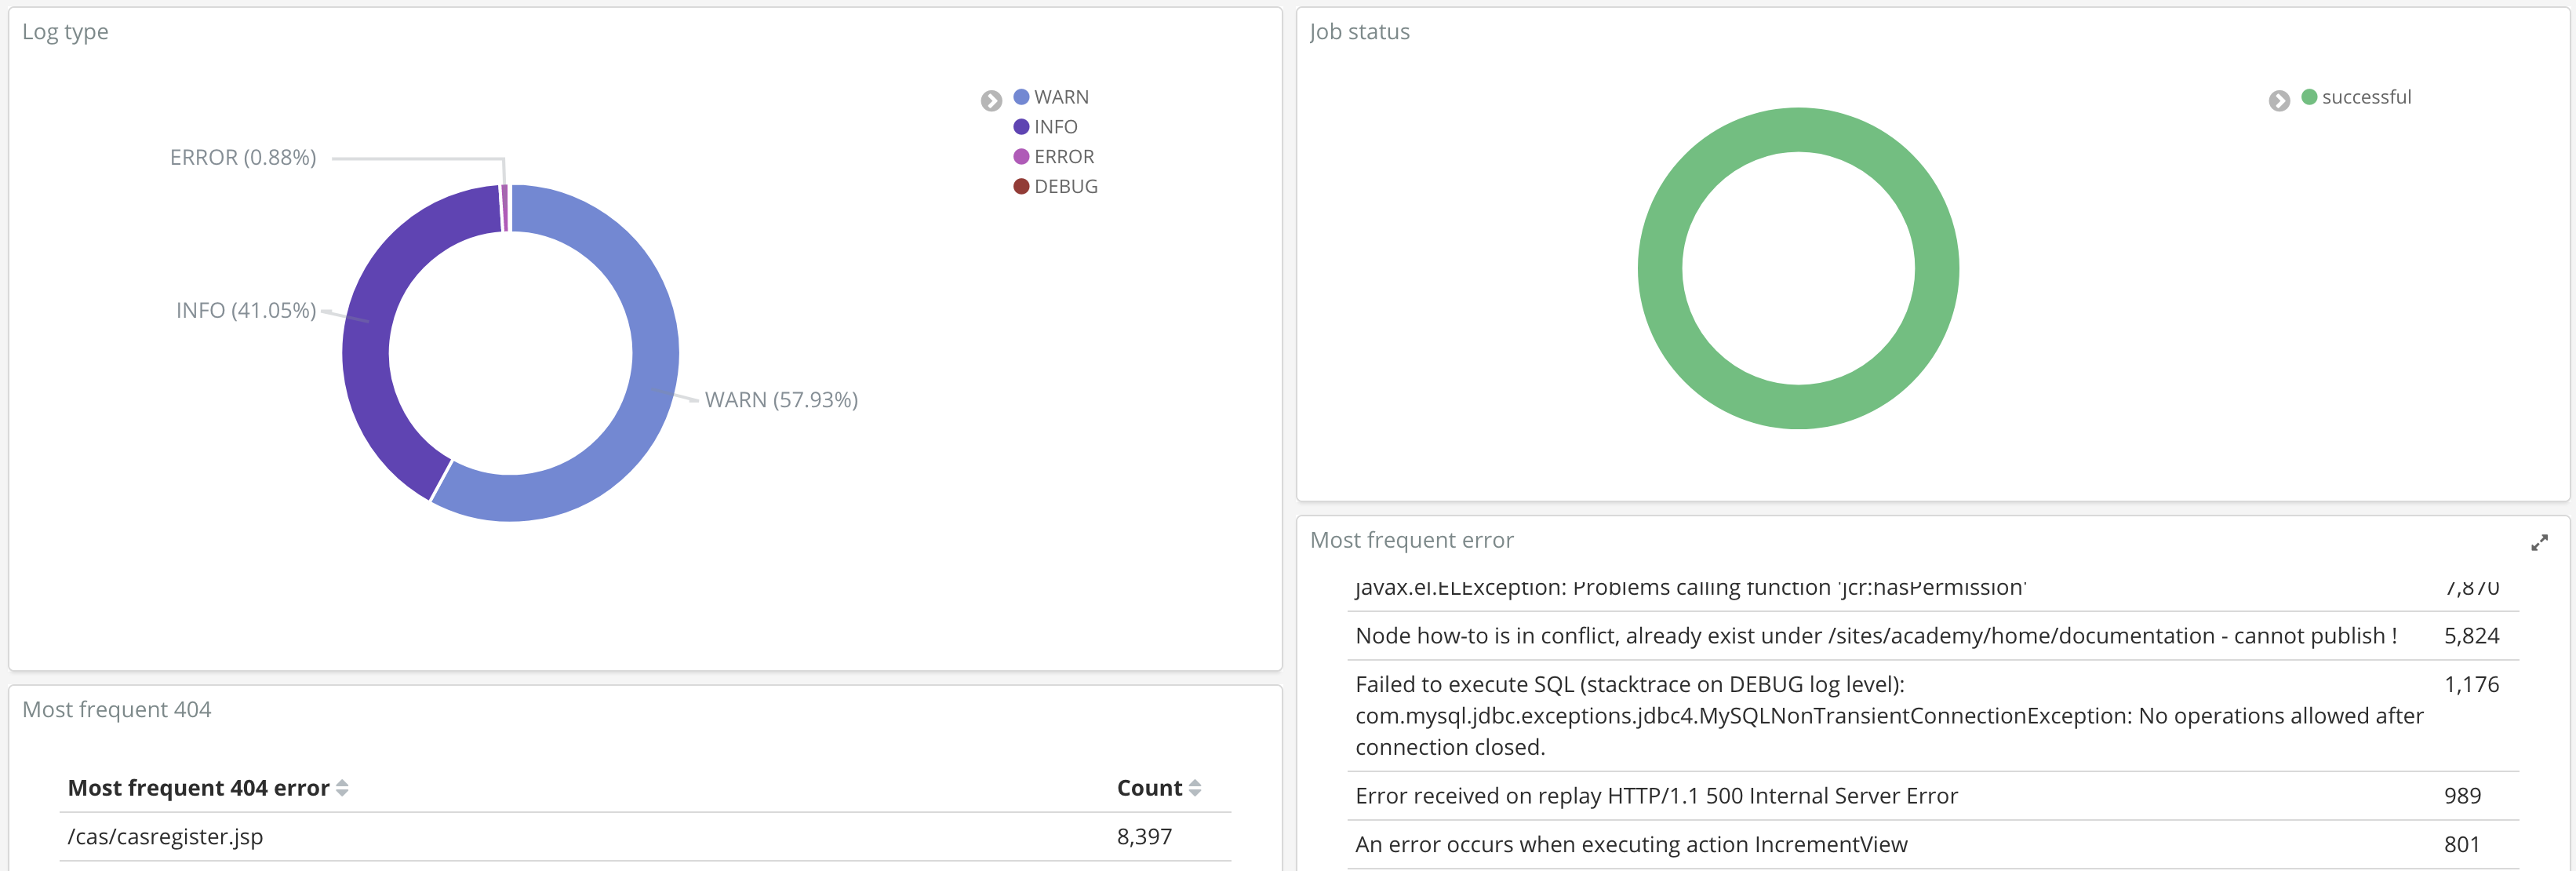 Log type
WARN
INFO
ERROR
DEBUG
ERROR (0.88%)
INFO (41.05%)
WARN (57.93%)
Job status
successful
Most frequent 404
Most frequent 404 error Count
/cas/casregister.jsp 8,397
Most frequent error
javax.el.ELException: Problems calling function 'jcr:hasPermission' 7,870
Node how-to is in conflict, already exist under /sites/academy/home/documentation - cannot publish ! 5,824
Failed to execute SQL (stacktrace on DEBUG log level): 1,176
com.mysql.jdbc.exceptions.jdbc4.MySQLNonTransientConnectionException: No operations allowed after
connection closed.
Error received on replay HTTP/1.1 500 Internal Server Error 989
An error occurs when executing action IncrementView 801